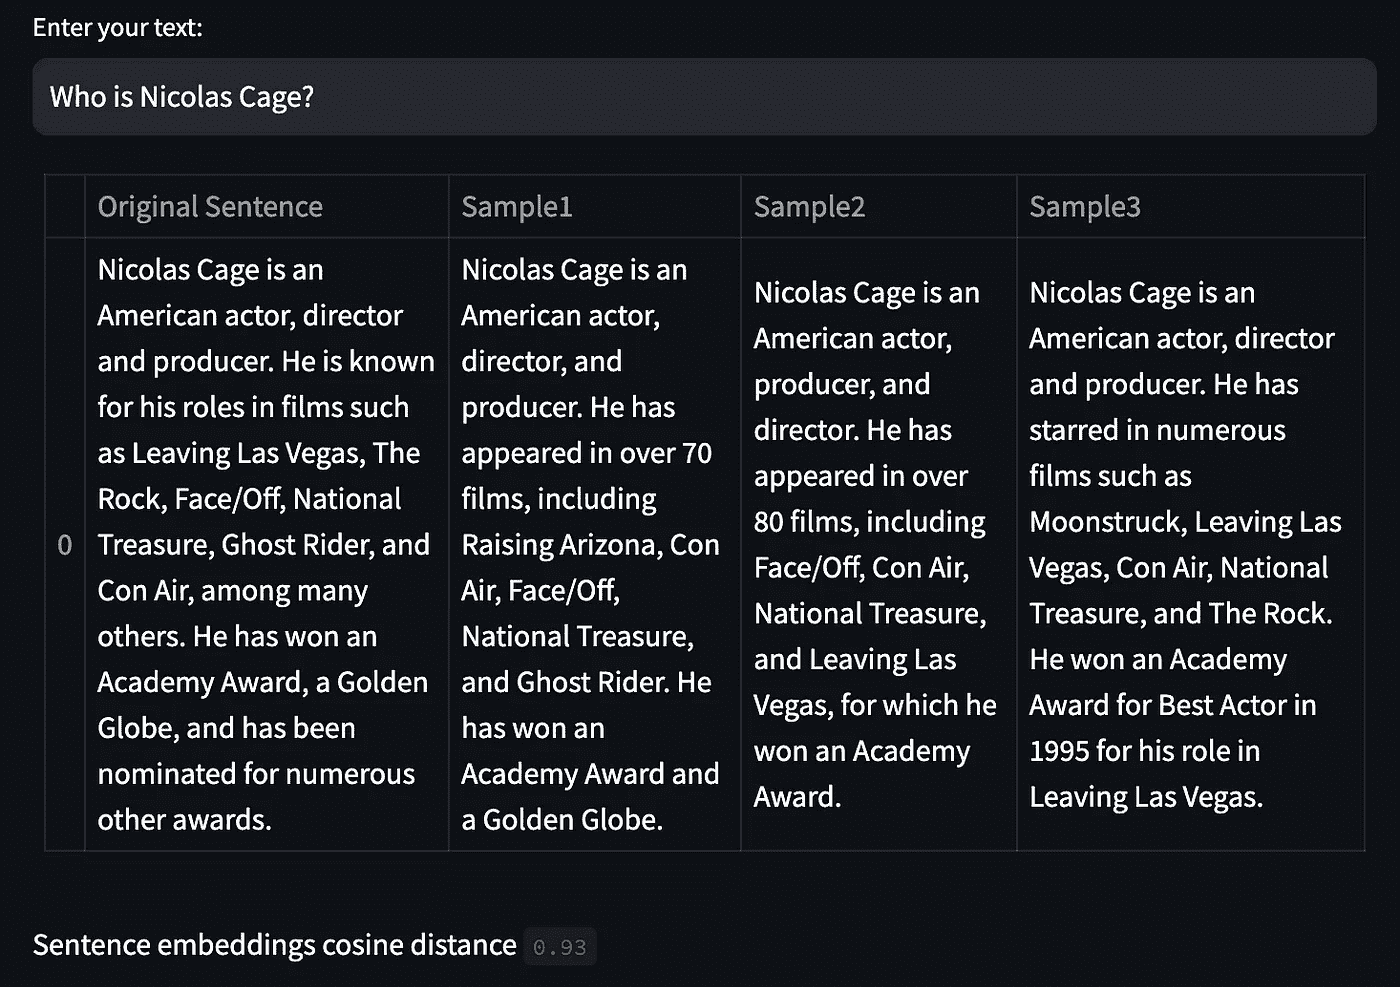 Enter your text:
Who is Nicolas Cage?
Original Sentence
Sample1
Sample2
Sample3
0
Nicolas Cage is an
American actor, director
and producer. He is known
for his roles in films such
as Leaving Las Vegas, The
Rock, Face/Off, National
Treasure, Ghost Rider, and
Con Air, among many
others. He has won an
Academy Award, a Golden
Globe, and has been
nominated for numerous
other awards.
Nicolas Cage is an
American actor,
director, and
producer. He has
appeared in over 70
films, including
Raising Arizona, Con
Air, Face/Off,
National Treasure,
and Ghost Rider. He
has won an
Academy Award and
a Golden Globe.
Nicolas Cage is an
American actor,
producer, and
director. He has
appeared in over
80 films, including
Face/Off, Con Air,
National Treasure,
and Leaving Las
Vegas, for which he
won an Academy
Award.
Nicolas Cage is an
American actor, director
and producer. He has
starred in numerous
films such as
Moonstruck, Leaving Las
Vegas, Con Air, National
Treasure, and The Rock.
He won an Academy
Award for Best Actor in
1995 for his role in
Leaving Las Vegas.
Sentence embeddings cosine distance 0.93